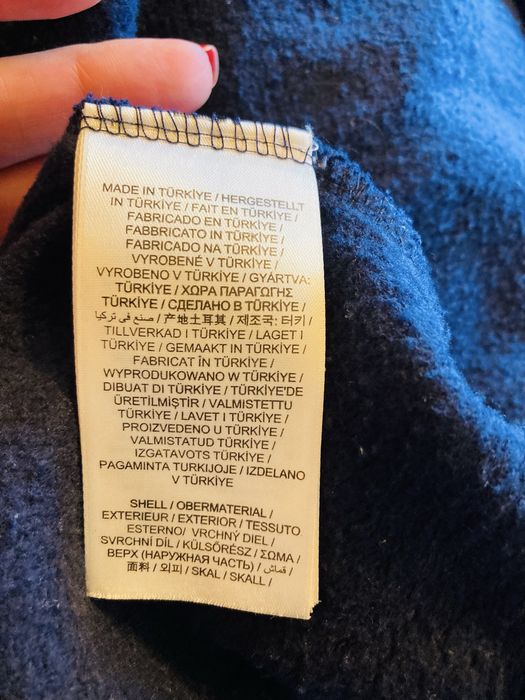 MADE IN TÜRKİYE / HERGESTELLT
IN TÜRKİYE / FAIT EN TÜRKİYE /
FABRICADO EN TÜRKİYE /
FABBRICATO IN TÜRKİYE /
FABRICADO NA TÜRKİYE /
VYROBENÉ V TÜRKİYE /
VYROBENO V TÜRKİYE / GYÁRTVA:
TÜRKİYE / ΧΩΡΑ ΠΑΡΑΓΩΓΗΣ
TÜRKİYE / СДЕЛАНО В TÜRKİYE /
صنع في تركيا / 产地土耳其 / 제조국: 터키 /
TILLVERKAD I TÜRKİYE / LAGET I
TÜRKİYE / GEMAAKT IN TÜRKİYE /
FABRICAT ÎN TÜRKİYE /
WYPRODUKOWANO W TÜRKİYE /
DIBUAT DI TÜRKİYE / TÜRKİYE'DE
ÜRETİLMİŞTİR / VALMISTETTU
TÜRKİYE / LAVET I TÜRKİYE /
PROIZVEDENO U TÜRKİYE /
VALMISTATUD TÜRKİYE /
IZGATAVOTS TÜRKİYE /
PAGAMINTA TURKIJOJE / IZDELANO
V TÜRKİYE
SHELL / OBERMATERIAL /
EXTERIEUR / EXTERIOR / TESSUTO
ESTERNO/ VRCHNÝ DIEL /
SVRCHNÍ DÍL / KÜLSŐRÉSZ / ΣΩΜΑ /
ВЕРХ (НАРУЖНАЯ ЧАСТЬ) / قماش /
面料 / 외피 / SKAL / SKALL /